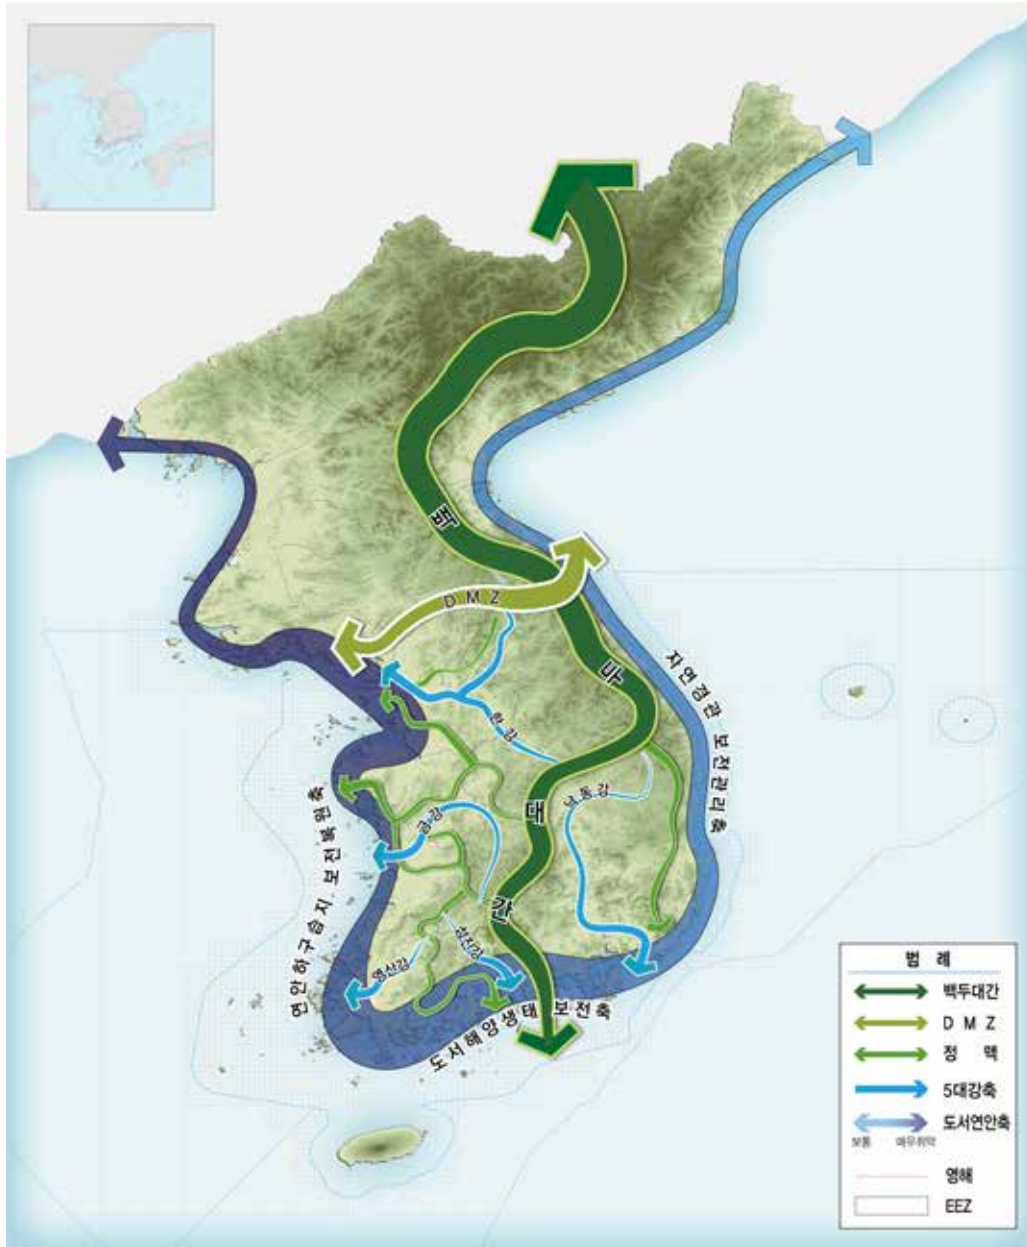 백
DMZ
두
자연경관 보전관리축
한강
대
낙동강
금강
연안하구습지 보전복원축
간
섬진강
영산강
도서해양생태 보전축
범 례
백두대간
D M Z
정 맥
5대강축
도서연안축
보통 매우취약
영해
EEZ